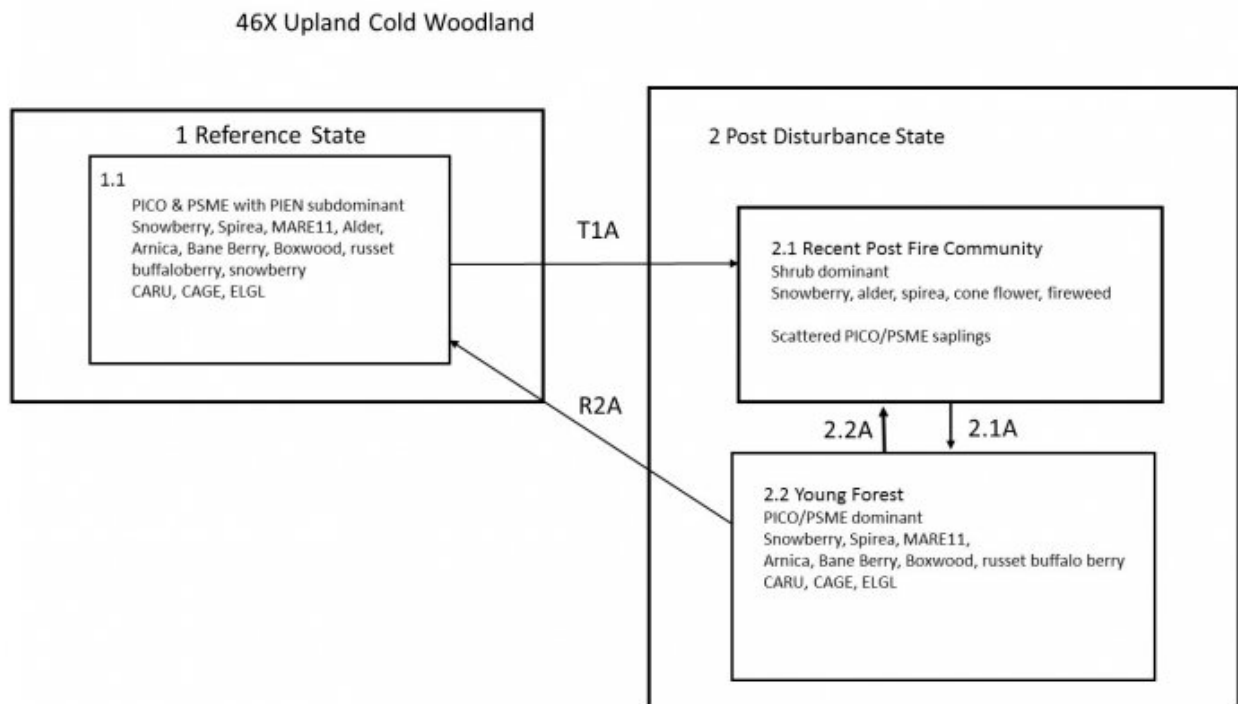 46X Upland Cold Woodland
1 Reference State
1.1
PICO & PSME with PIEN subdominant
Snowberry, Spirea, MARE11, Alder,
Arnica, Bane Berry, Boxwood, russet
buffaloberry, snowberry
CARU, CAGE, ELGL
T1A
R2A
2 Post Disturbance State
2.1 Recent Post Fire Community
Shrub dominant
Snowberry, alder, spirea, cone flower, fireweed
Scattered PICO/PSME saplings
2.2A
2.1A
2.2 Young Forest
PICO/PSME dominant
Snowberry, Spirea, MARE11,
Arnica, Bane Berry, Boxwood, russet buffalo berry
CARU, CAGE, ELGL